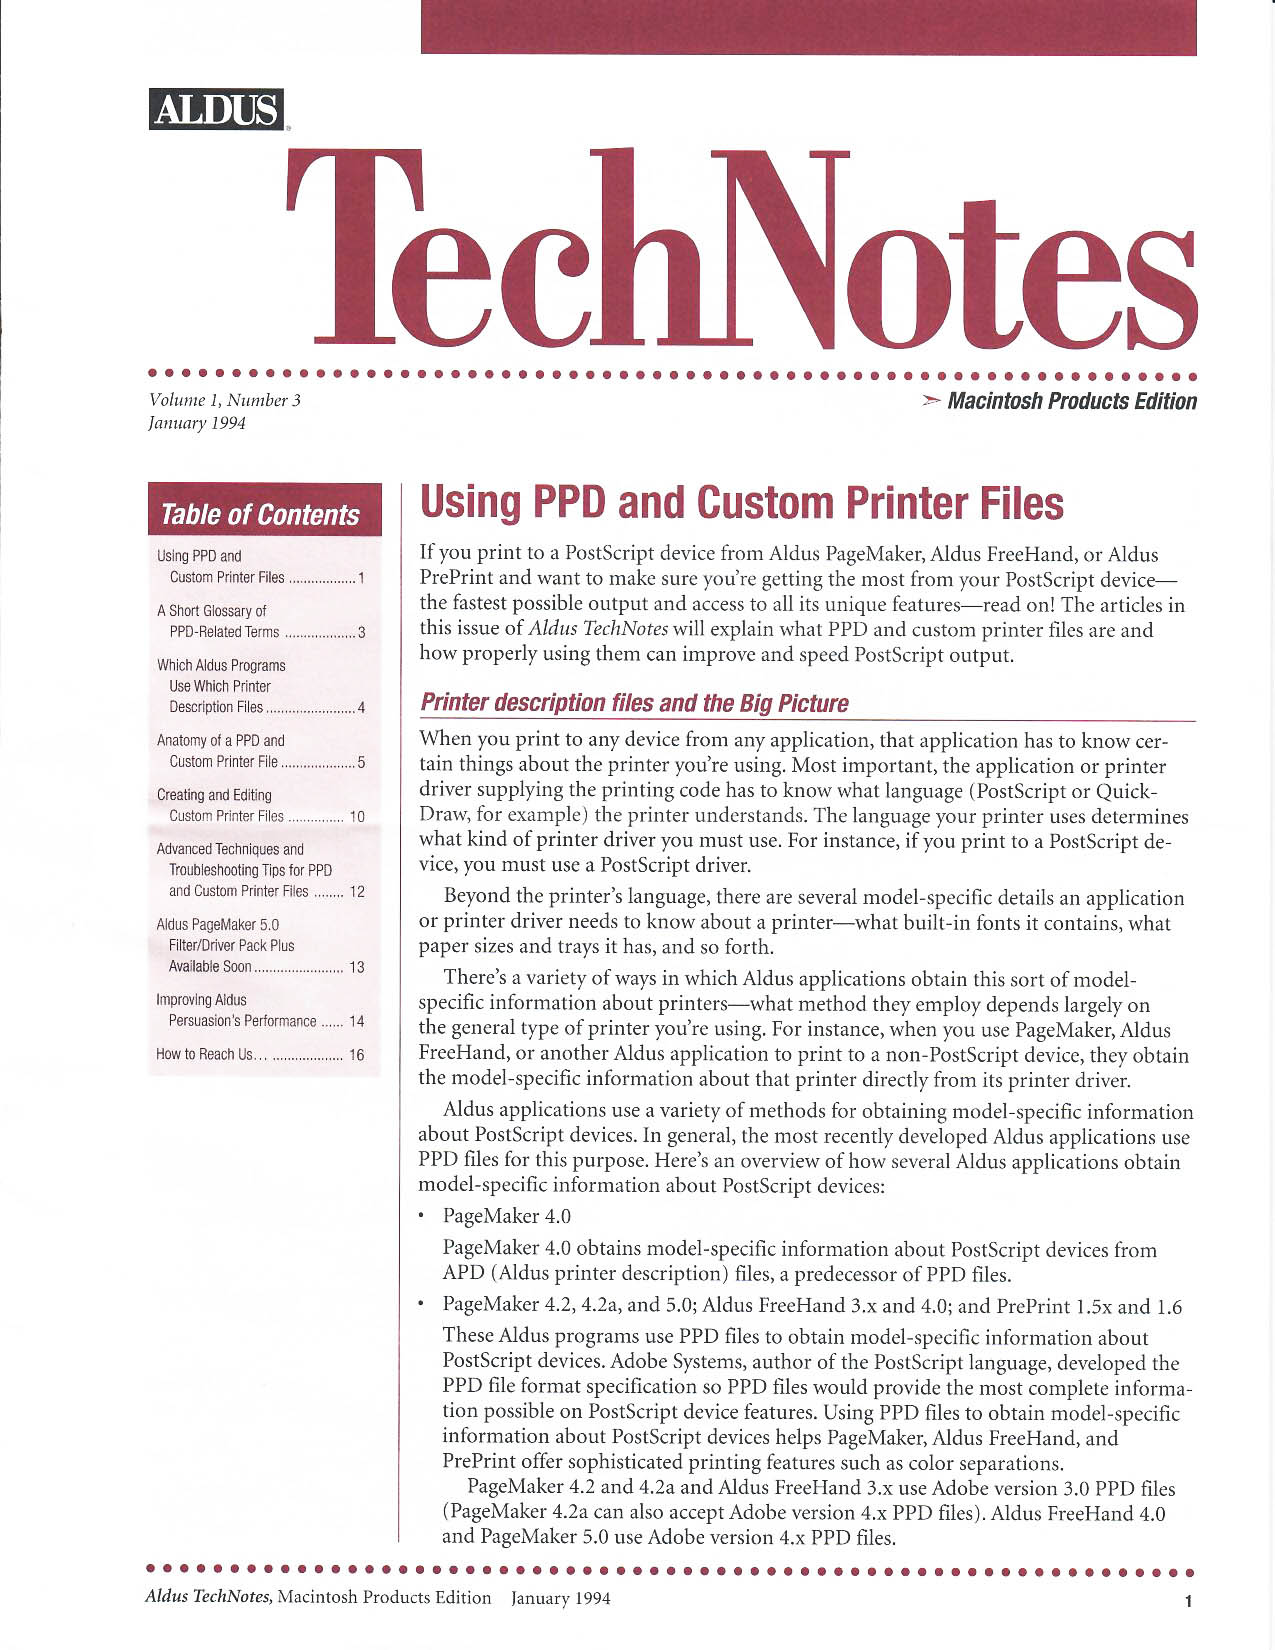 ALDUS
TechNotes
Volume 1, Number 3
January 1994
➣ Macintosh Products Edition
Table of Contents
Using PPD and
Custom Printer Files ..................1
A Short Glossary of
PPD-Related Terms ...................3
Which Aldus Programs
Use Which Printer
Description Files........................4
Anatomy of a PPD and
Custom Printer File....................5
Creating and Editing
Custom Printer Files ............... 10
Advanced Techniques and
Troubleshooting Tips for PPD
and Custom Printer Files ........ 12
Aldus PageMaker 5.0
Filter/Driver Pack Plus
Available Soon........................ 13
Improving Aldus
Persuasion's Performance ...... 14
How to Reach Us... ................... 16
Using PPD and Custom Printer Files
If you print to a PostScript device from Aldus PageMaker, Aldus FreeHand, or Aldus
PrePrint and want to make sure you're getting the most from your PostScript device—
the fastest possible output and access to all its unique features—read on! The articles in
this issue of Aldus TechNotes will explain what PPD and custom printer files are and
how properly using them can improve and speed PostScript output.
Printer description files and the Big Picture
When you print to any device from any application, that application has to know cer-
tain things about the printer you're using. Most important, the application or printer
driver supplying the printing code has to know what language (PostScript or Quick-
Draw, for example) the printer understands. The language your printer uses determines
what kind of printer driver you must use. For instance, if you print to a PostScript de-
vice, you must use a PostScript driver.
Beyond the printer's language, there are several model-specific details an application
or printer driver needs to know about a printer—what built-in fonts it contains, what
paper sizes and trays it has, and so forth.
There's a variety of ways in which Aldus applications obtain this sort of model-
specific information about printers—what method they employ depends largely on
the general type of printer you're using. For instance, when you use PageMaker, Aldus
FreeHand, or another Aldus application to print to a non-PostScript device, they obtain
the model-specific information about that printer directly from its printer driver.
Aldus applications use a variety of methods for obtaining model-specific information
about PostScript devices. In general, the most recently developed Aldus applications use
PPD files for this purpose. Here's an overview of how several Aldus applications obtain
model-specific information about PostScript devices:
• PageMaker 4.0
PageMaker 4.0 obtains model-specific information about PostScript devices from
APD (Aldus printer description) files, a predecessor of PPD files.
• PageMaker 4.2, 4.2a, and 5.0; Aldus FreeHand 3.x and 4.0; and PrePrint 1.5x and 1.6
These Aldus programs use PPD files to obtain model-specific information about
PostScript devices. Adobe Systems, author of the PostScript language, developed the
PPD file format specification so PPD files would provide the most complete informa-
tion possible on PostScript device features. Using PPD files to obtain model-specific
information about PostScript devices helps PageMaker, Aldus FreeHand, and
PrePrint offer sophisticated printing features such as color separations.
PageMaker 4.2 and 4.2a and Aldus FreeHand 3.x use Adobe version 3.0 PPD files
(PageMaker 4.2a can also accept Adobe version 4.x PPD files). Aldus FreeHand 4.0
and PageMaker 5.0 use Adobe version 4.x PPD files.
Aldus TechNotes, Macintosh Products Edition January 1994
1